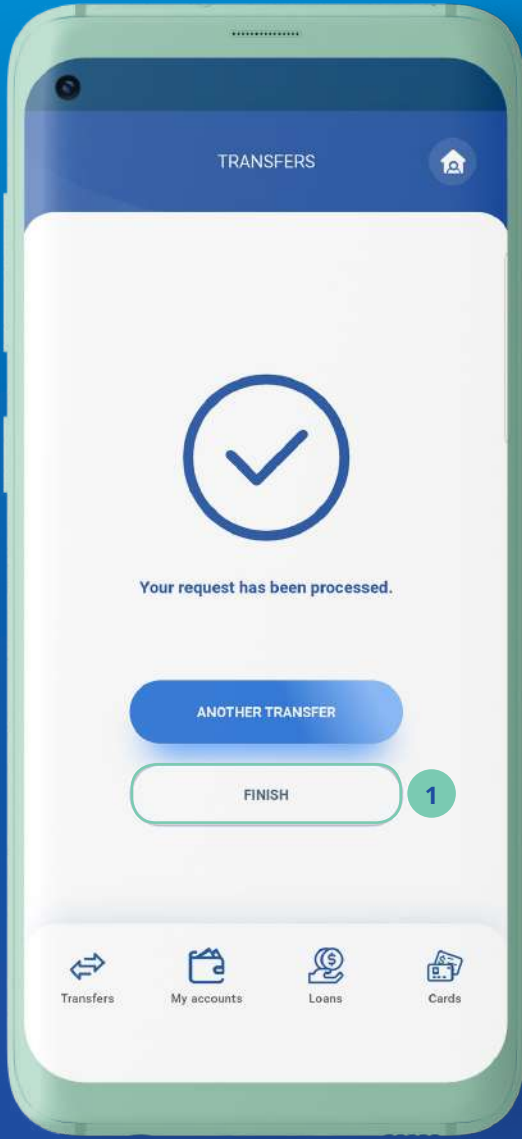 TRANSFERS
Your request has been processed.
ANOTHER TRANSFER
FINISH
1
Transfers
My accounts
Loans
Cards